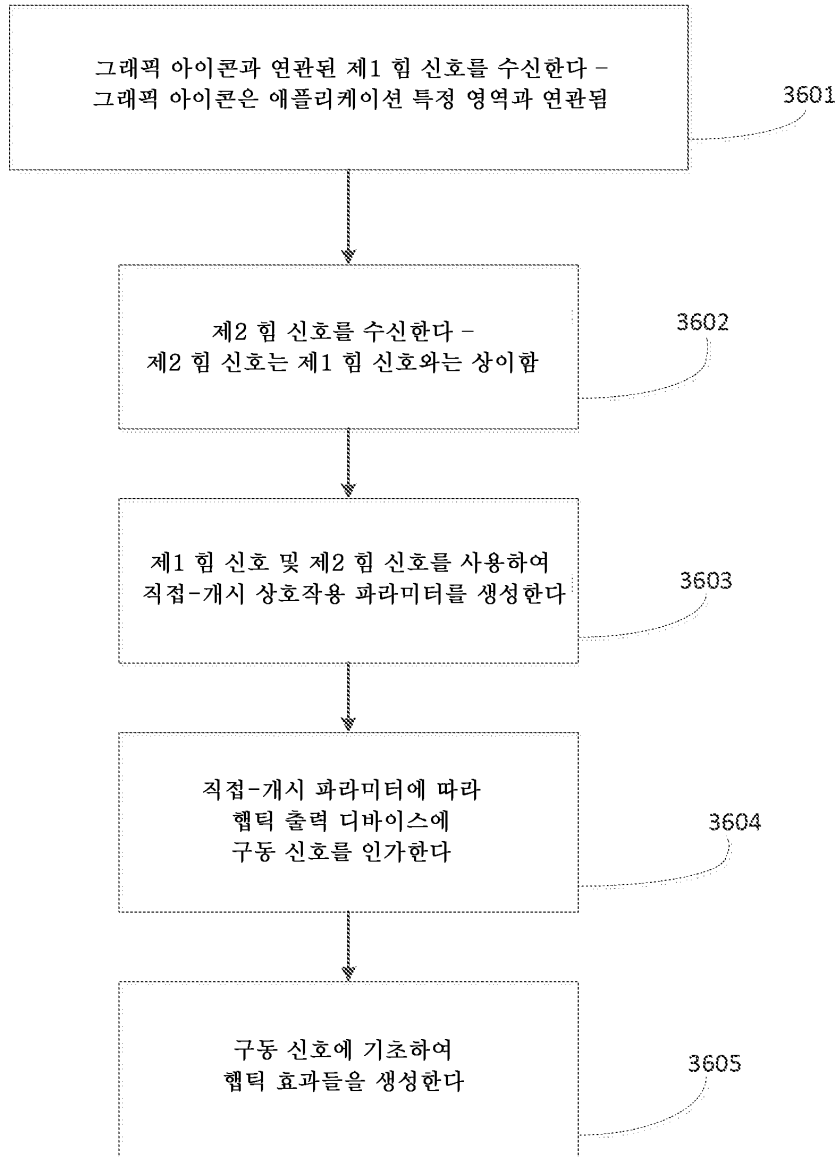 그래픽 아이콘과 연관된 제1 힘 신호를 수신한다 –
그래픽 아이콘은 애플리케이션 특정 영역과 연관됨
3601
제2 힘 신호를 수신한다 –
제2 힘 신호는 제1 힘 신호와는 상이함
3602
제1 힘 신호 및 제2 힘 신호를 사용하여
직접-개시 상호작용 파라미터를 생성한다
3603
직접-개시 파라미터에 따라
햅틱 출력 디바이스에
구동 신호를 인가한다
3604
구동 신호에 기초하여
햅틱 효과들을 생성한다
3605